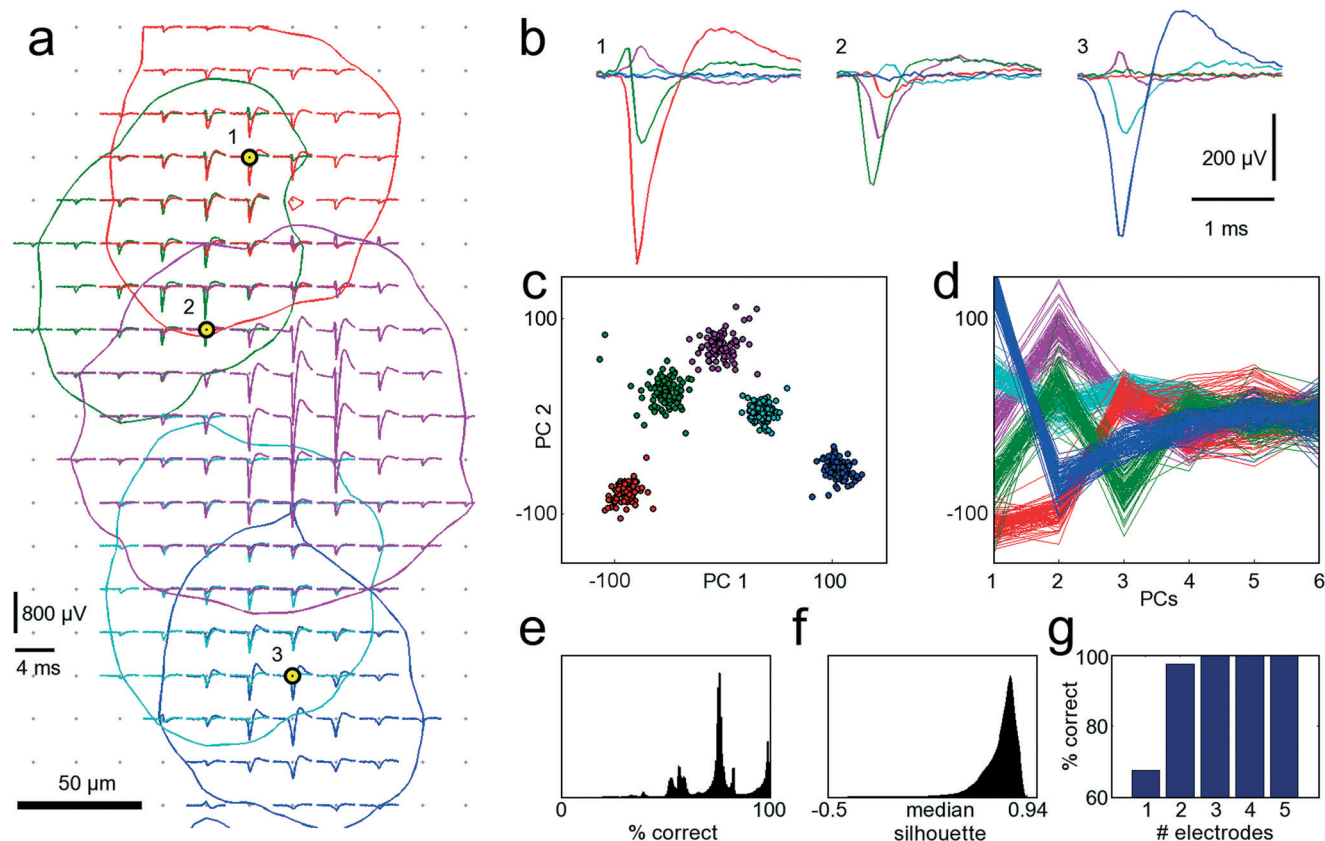 a
1
2
3
800 µV
4 ms
50 µm
b
1
2
3
200 µV
1 ms
c
100
PC 2
-100
-100
PC 1
100
d
100
-100
1 2 3 4 5 6
PCs
e
0
100
% correct
f
-0.5
median
0.94
silhouette
g
% correct
100
80
60
1 2 3 4 5
# electrodes